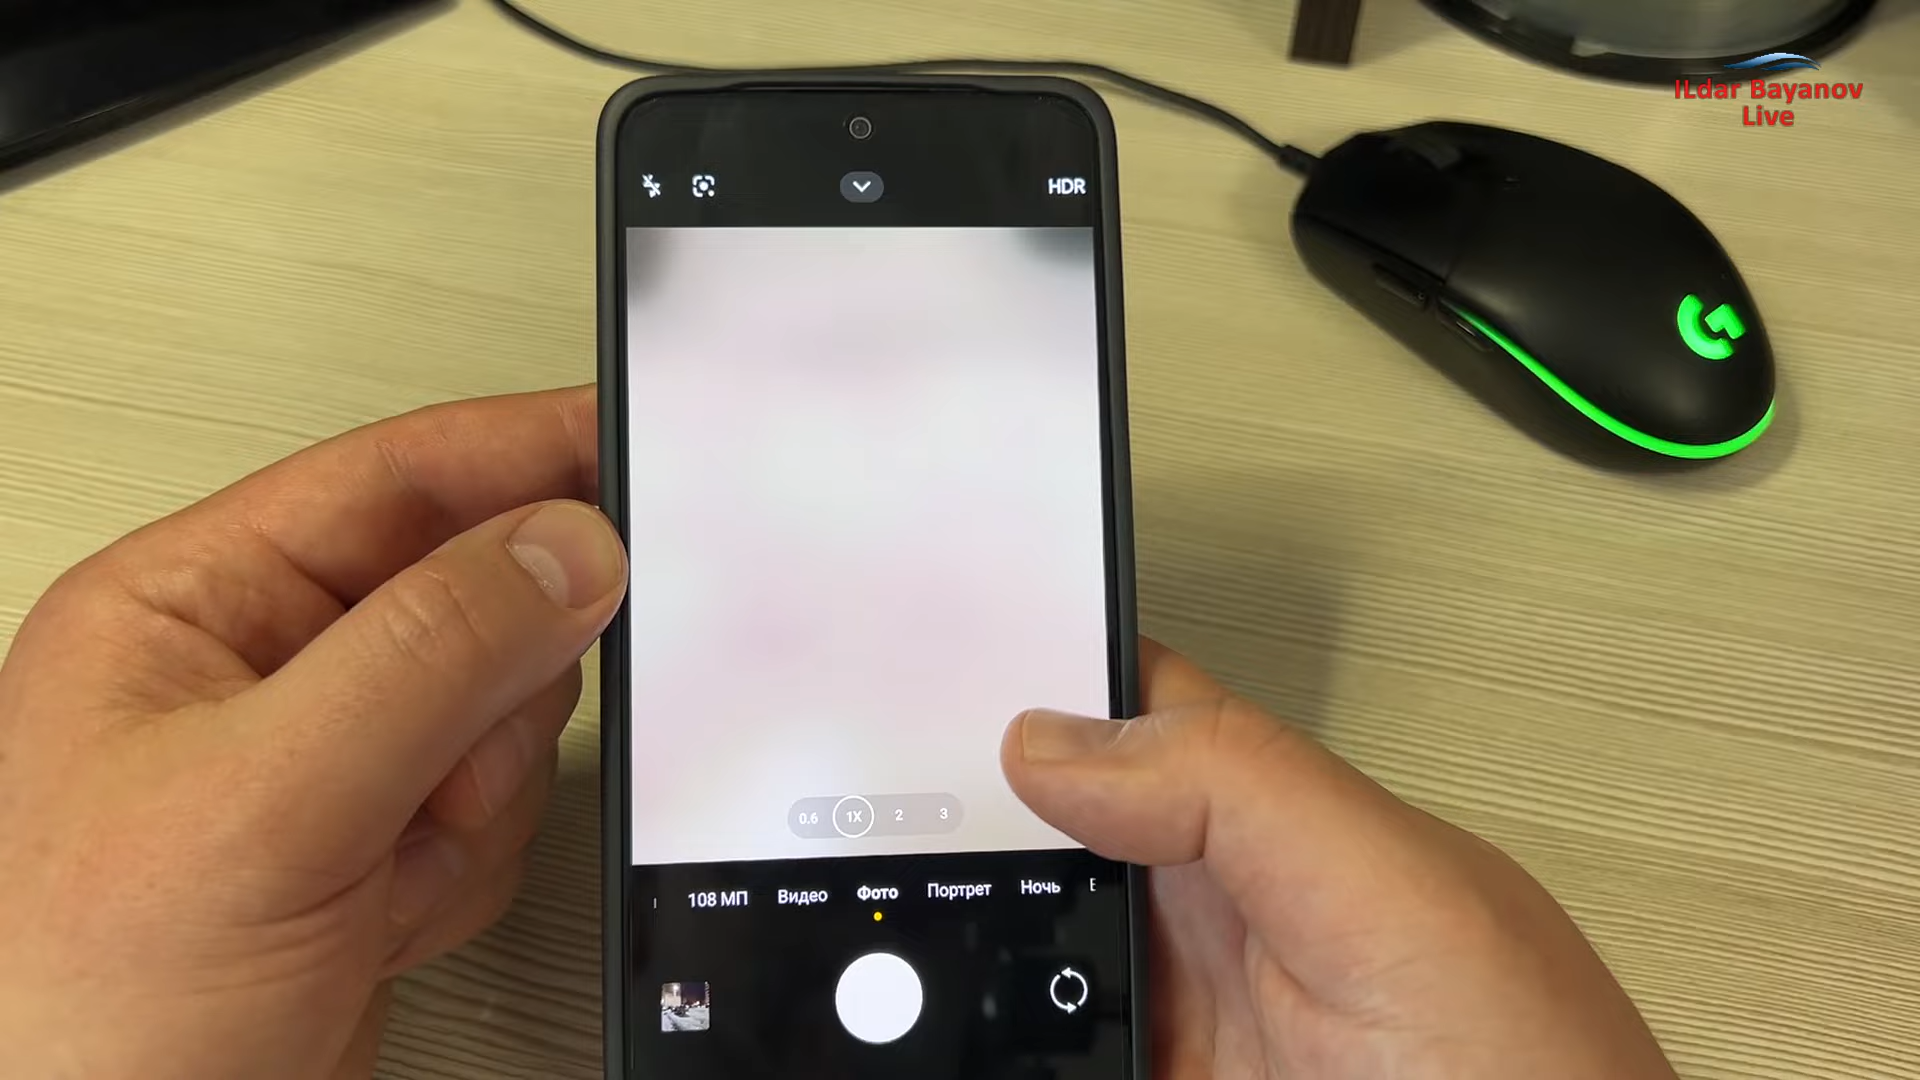 ILdar Bayanov
Live
HDR
0.6 1X 2 3
108 МП Видео Фото Портрет Ночь